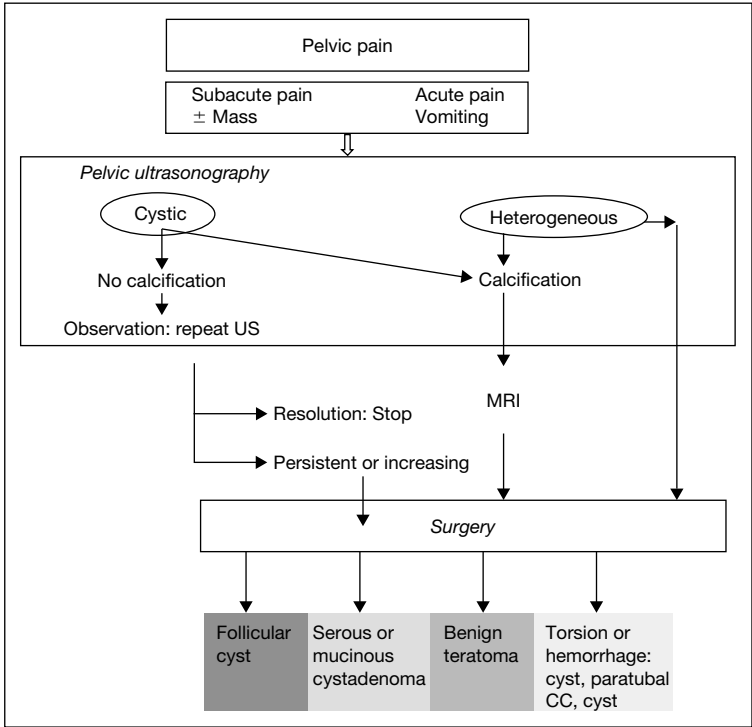 Pelvic pain
Subacute pain
± Mass
Acute pain
Vomiting
Pelvic ultrasonography
Cystic
Heterogeneous
No calcification
Calcification
Observation: repeat US
Resolution: Stop
MRI
Persistent or increasing
Surgery
Follicular
cyst
Serous or
mucinous
cystadenoma
Benign
teratoma
Torsion or
hemorrhage:
cyst, paratubal
CC, cyst